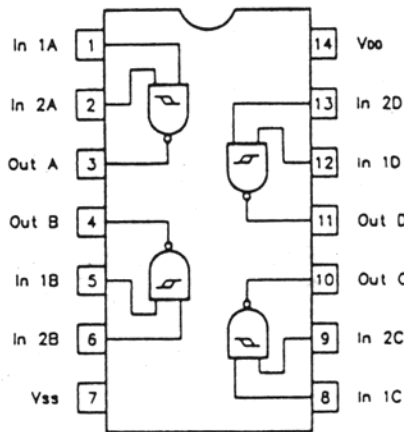 In 1A 1
In 2A 2
Out A 3
Out B 4
In 1B 5
In 2B 6
Vss 7
14 VDD
13 In 2D
12 In 1D
11 Out D
10 Out C
9 In 2C
8 In 1C